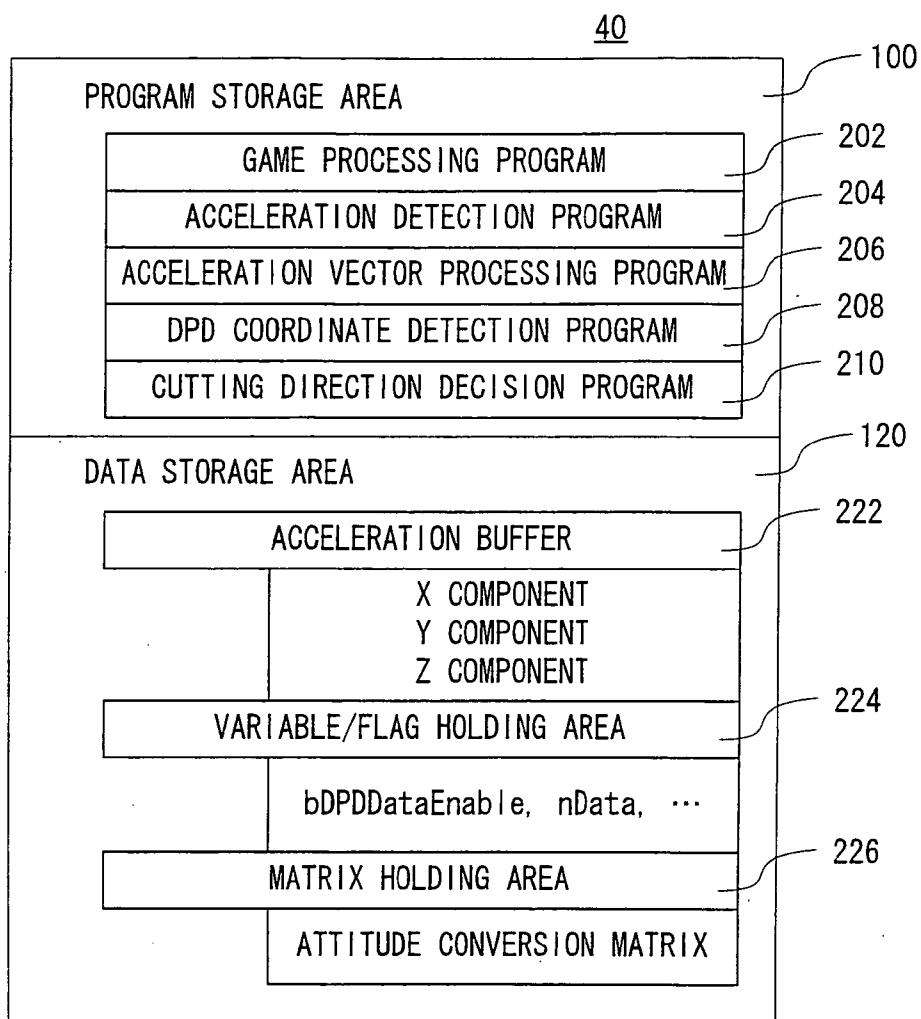 40
100
PROGRAM STORAGE AREA
GAME PROCESSING PROGRAM
202
ACCELERATION DETECTION PROGRAM
204
ACCELERATION VECTOR PROCESSING PROGRAM
206
DPD COORDINATE DETECTION PROGRAM
208
CUTTING DIRECTION DECISION PROGRAM
210
120
DATA STORAGE AREA
ACCELERATION BUFFER
222
X COMPONENT
Y COMPONENT
Z COMPONENT
VARIABLE/FLAG HOLDING AREA
224
bDPDDataEnable, nData, ···
MATRIX HOLDING AREA
226
ATTITUDE CONVERSION MATRIX